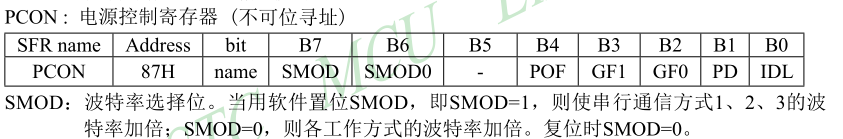 PCON : 电源控制寄存器 (不可位寻址)
SFR name Address bit B7 B6 B5 B4 B3 B2 B1 B0
PCON 87H name SMOD SMOD0 - POF GF1 GF0 PD IDL
SMOD：波特率选择位。当用软件置位SMOD，即SMOD=1，则使串行通信方式1、2、3的波
特率加倍；SMOD=0，则各工作方式的波特率加倍。复位时SMOD=0。